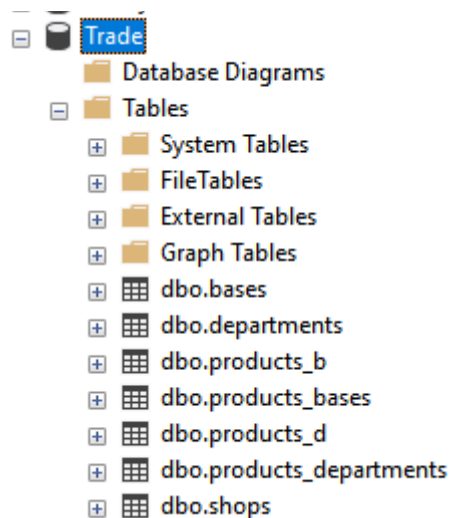 Trade
Database Diagrams
Tables
System Tables
FileTables
External Tables
Graph Tables
dbo.bases
dbo.departments
dbo.products_b
dbo.products_bases
dbo.products_d
dbo.products_departments
dbo.shops